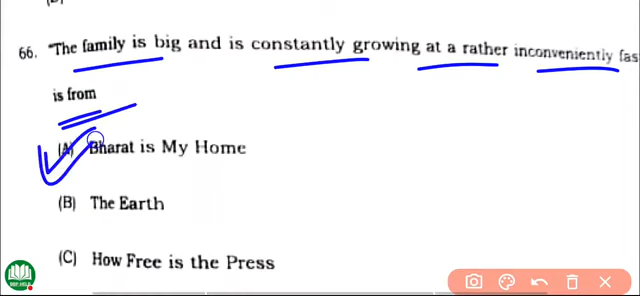 66. "The family is big and is constantly growing at a rather inconveniently fas
is from
(A) Bharat is My Home
(B) The Earth
(C) How Free is the Press